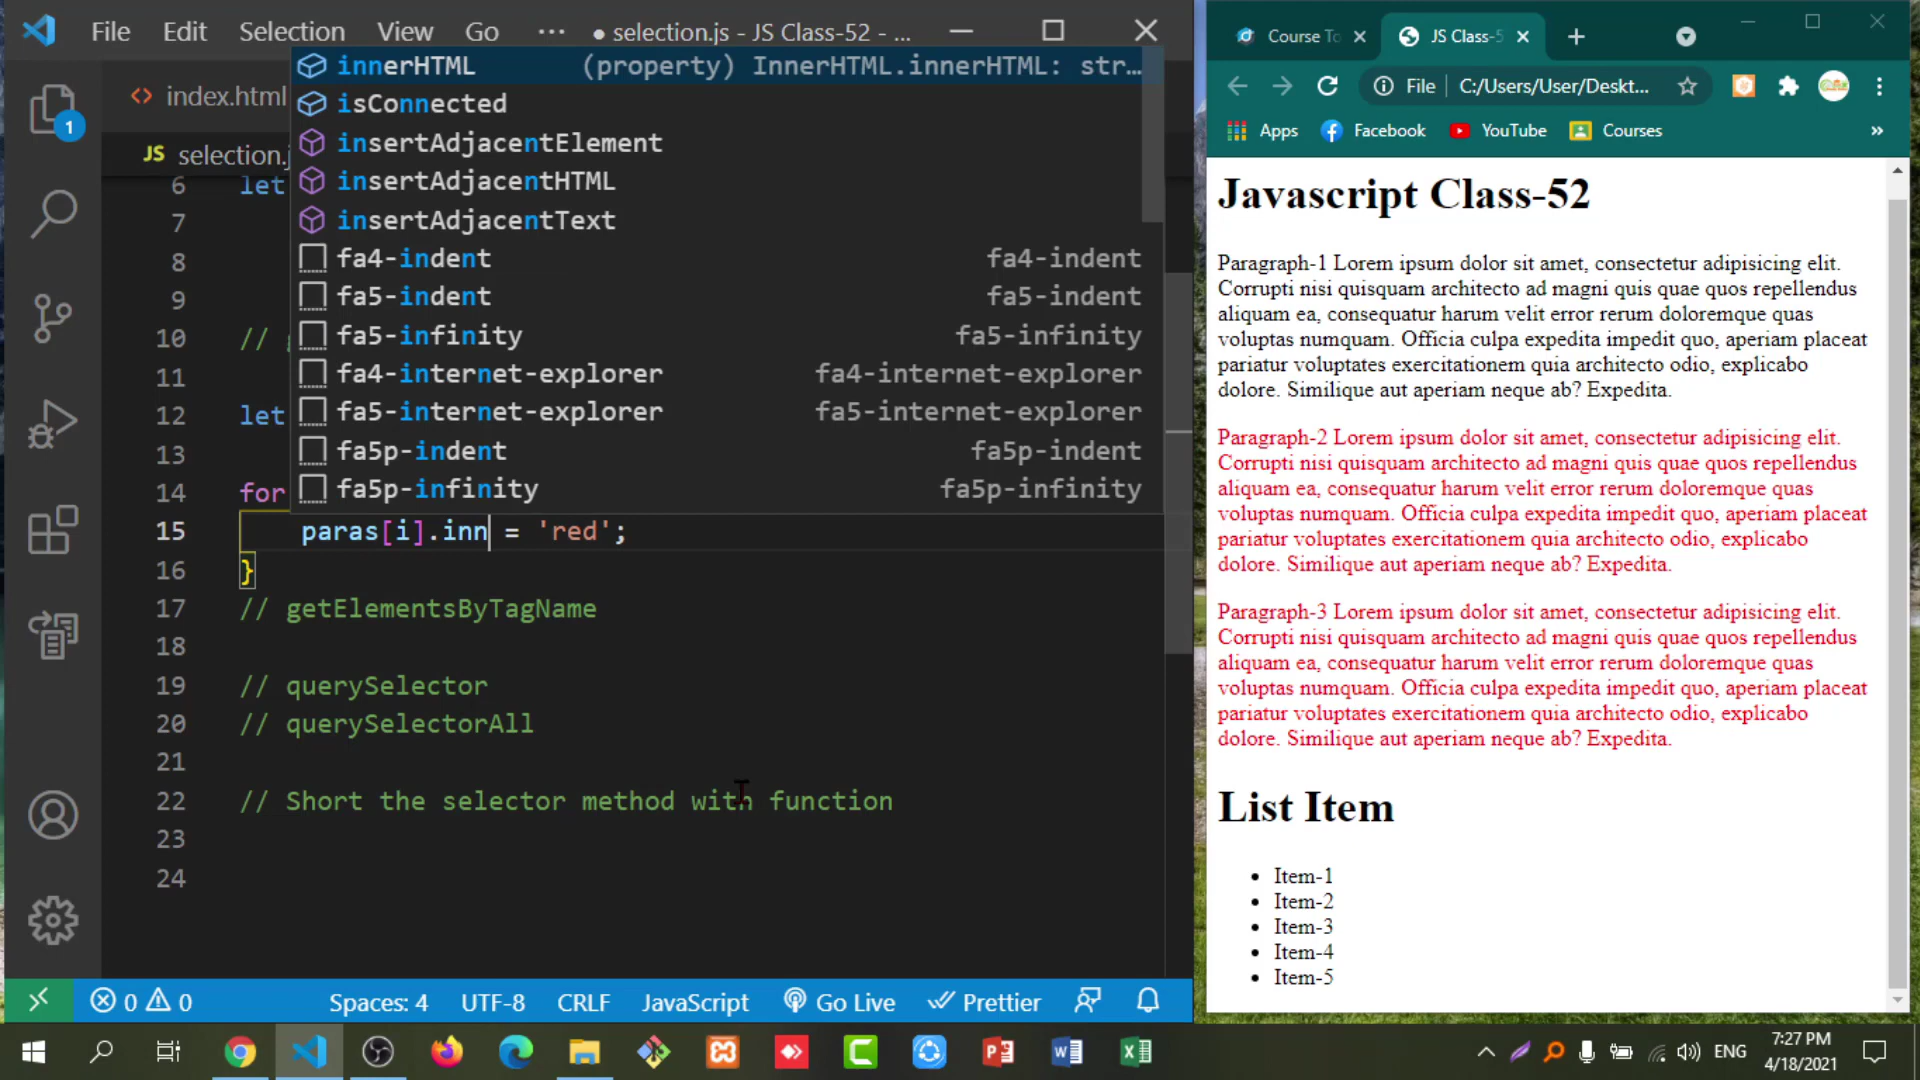 File Edit Selection View Go ··· ● selection.js - JS Class-52 - ...
<> index.html
JS selection.j
innerHTML (property) InnerHTML.innerHTML: str…
isConnected
insertAdjacentElement
insertAdjacentHTML
insertAdjacentText
fa4-indent fa4-indent
fa5-indent fa5-indent
fa5-infinity fa5-infinity
fa4-internet-explorer fa4-internet-explorer
fa5-internet-explorer fa5-internet-explorer
fa5p-indent fa5p-indent
fa5p-infinity fa5p-infinity
1
6 let
7
8
9
10 //
11
12 let
13
14 for
15 paras[i].inn = 'red';
16 }
17 // getElementsByTagName
18
19 // querySelector
20 // querySelectorAll
21
22 // Short the selector method with function
23
24
0 0 Spaces: 4 UTF-8 CRLF JavaScript Go Live Prettier
Course To JS Class-5
File C:/Users/User/Deskt...
Apps Facebook YouTube Courses »
Javascript Class-52
Paragraph-1 Lorem ipsum dolor sit amet, consectetur adipisicing elit.
Corrupti nisi quisquam architecto ad magni quis quae quos repellendus
aliquam ea, consequatur harum velit error rerum doloremque quas
voluptas numquam. Officia culpa expedita impedit quo, aperiam placeat
pariatur voluptates exercitationem quia architecto odio, explicabo
dolore. Similique aut aperiam neque ab? Expedita.
Paragraph-2 Lorem ipsum dolor sit amet, consectetur adipisicing elit.
Corrupti nisi quisquam architecto ad magni quis quae quos repellendus
aliquam ea, consequatur harum velit error rerum doloremque quas
voluptas numquam. Officia culpa expedita impedit quo, aperiam placeat
pariatur voluptates exercitationem quia architecto odio, explicabo
dolore. Similique aut aperiam neque ab? Expedita.
Paragraph-3 Lorem ipsum dolor sit amet, consectetur adipisicing elit.
Corrupti nisi quisquam architecto ad magni quis quae quos repellendus
aliquam ea, consequatur harum velit error rerum doloremque quas
voluptas numquam. Officia culpa expedita impedit quo, aperiam placeat
pariatur voluptates exercitationem quia architecto odio, explicabo
dolore. Similique aut aperiam neque ab? Expedita.
List Item
• Item-1
• Item-2
• Item-3
• Item-4
• Item-5
ENG 7:27 PM
4/18/2021